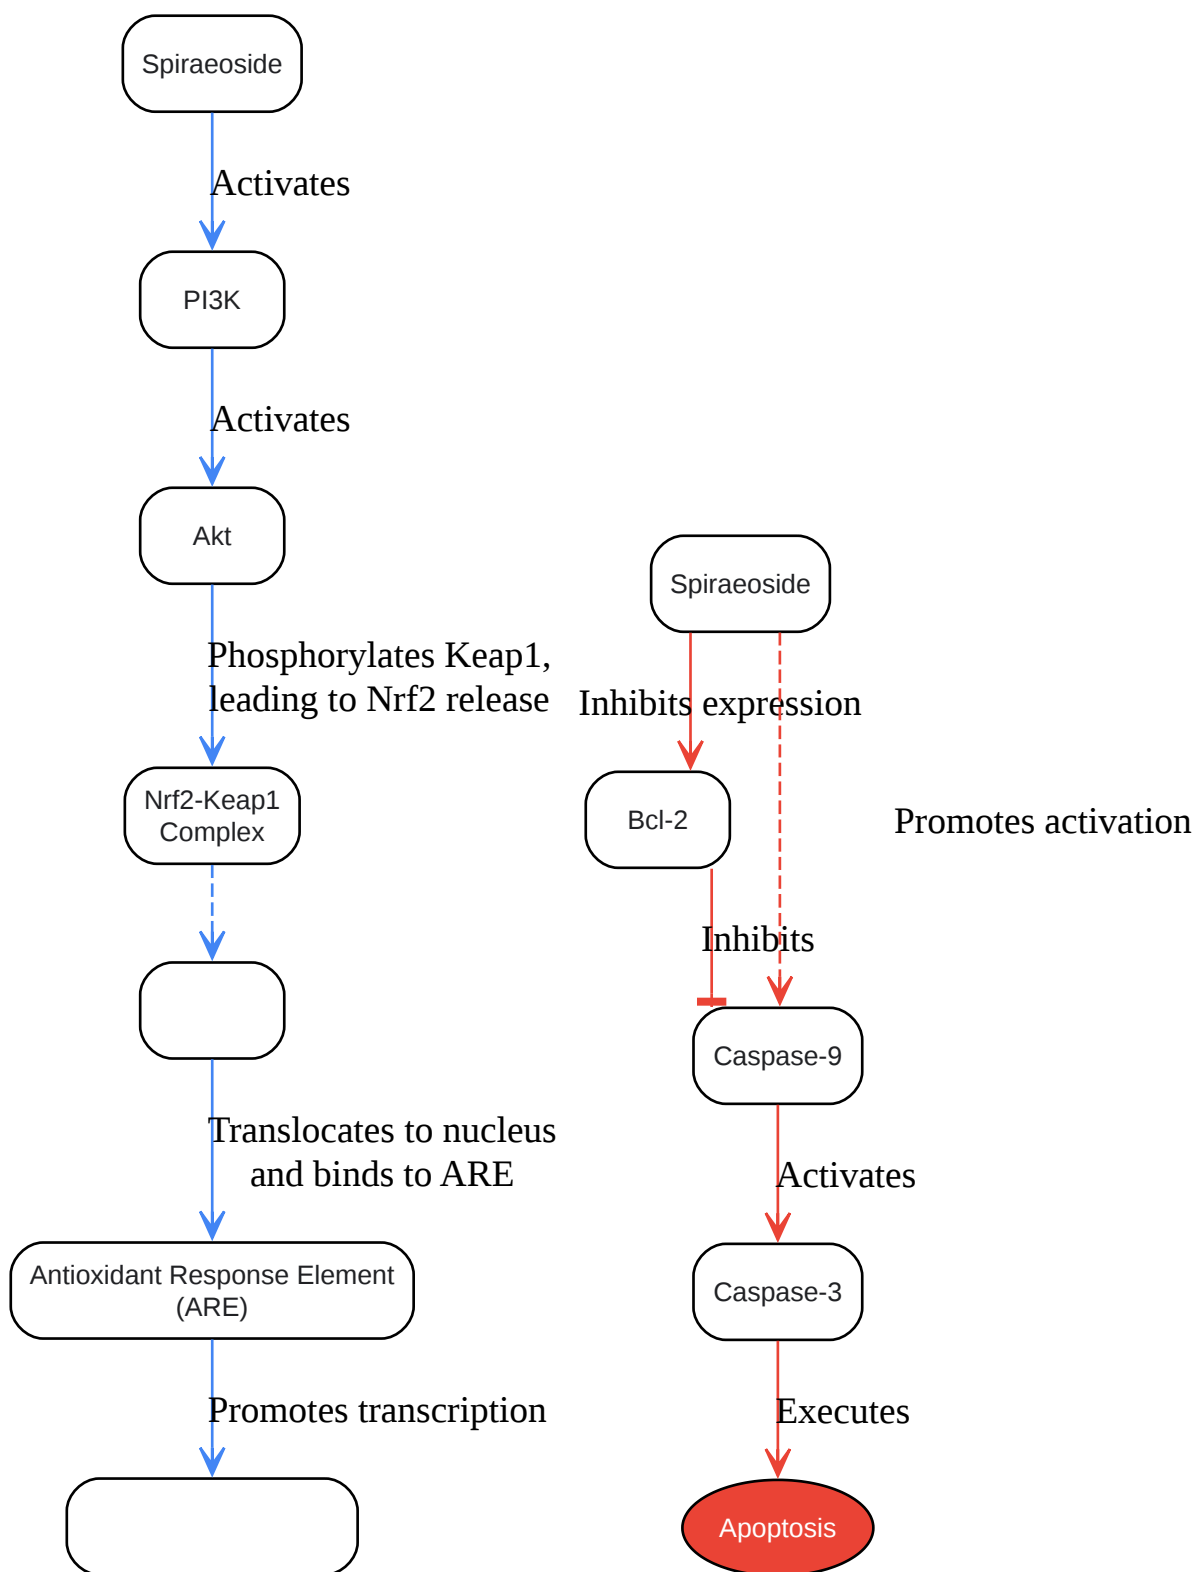 Spiraeoside
Activates
PI3K
Activates
Akt
Phosphorylates Keap1,
leading to Nrf2 release
Nrf2-Keap1
Complex
Translocates to nucleus
and binds to ARE
Antioxidant Response Element
(ARE)
Promotes transcription
Spiraeoside
Inhibits expression
Bcl-2
Promotes activation
Inhibits
Caspase-9
Activates
Caspase-3
Executes
Apoptosis